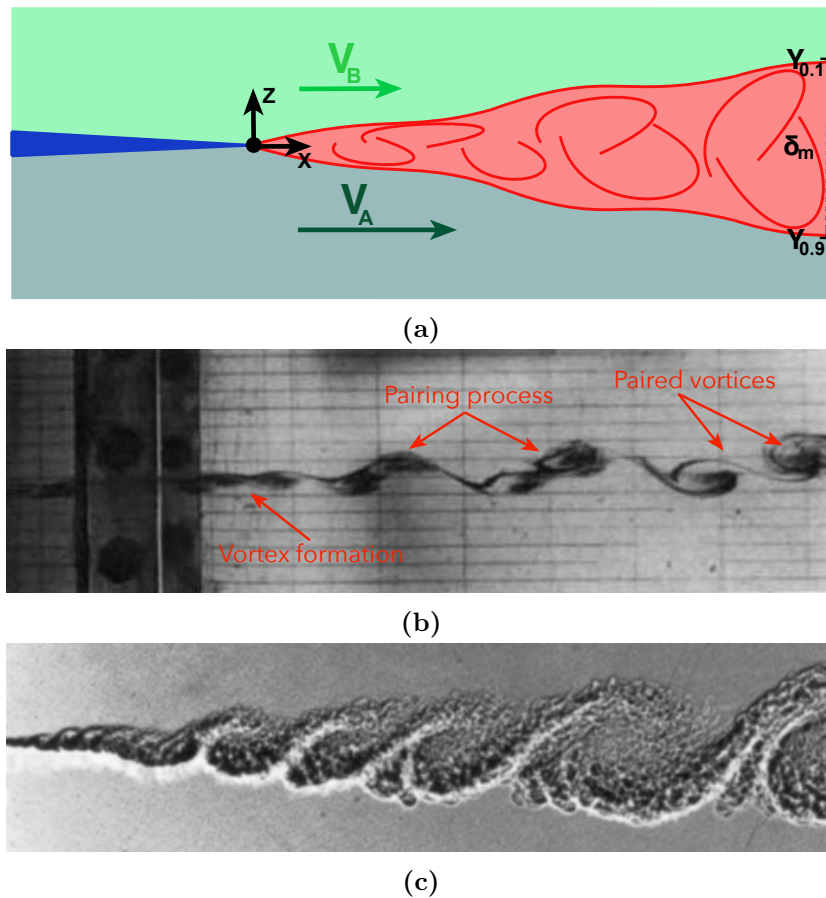 V_B
Y_0.1
Z
X
δ_m
V_A
Y_0.9
(a)
Pairing process
Paired vortices
Vortex formation
(b)
(c)